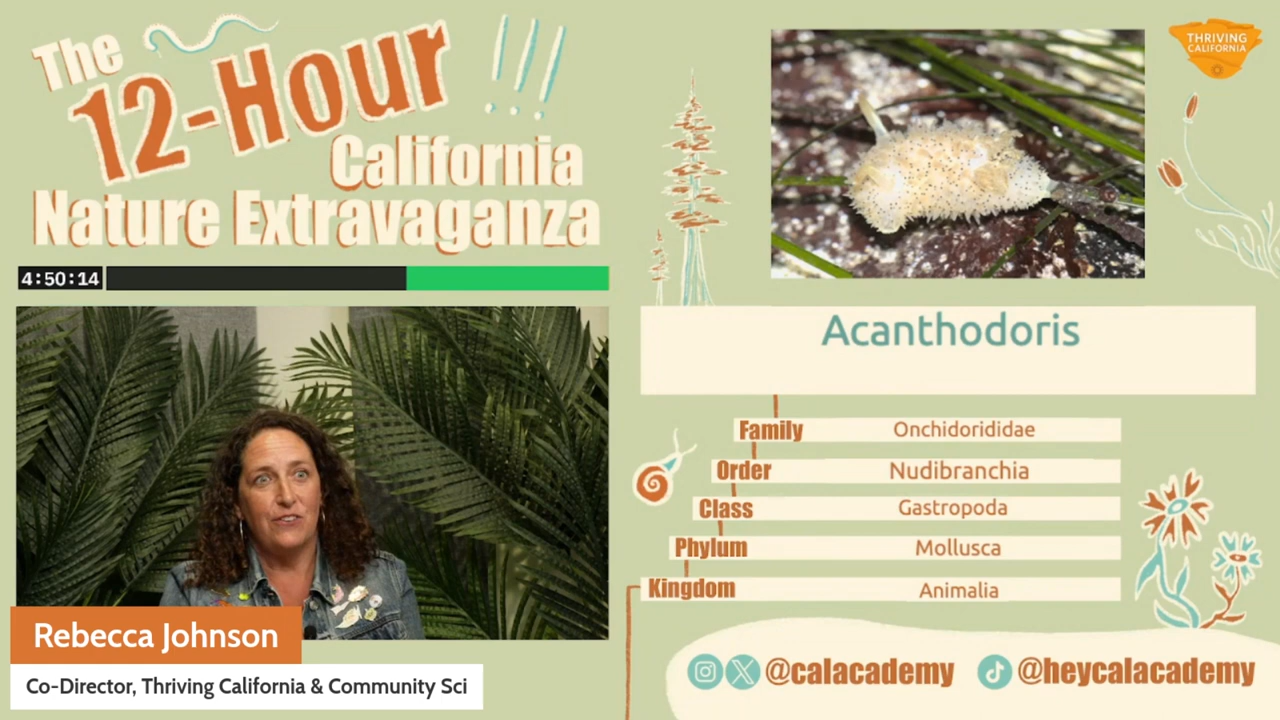 The
12-Hour !!!
California
Nature Extravaganza
4:50:14
Rebecca Johnson
Co-Director, Thriving California & Community Sci
THRIVING
CALIFORNIA
Acanthodoris
Family Onchidorididae
Order Nudibranchia
Class Gastropoda
Phylum Mollusca
Kingdom Animalia
@calacademy @heycalacademy